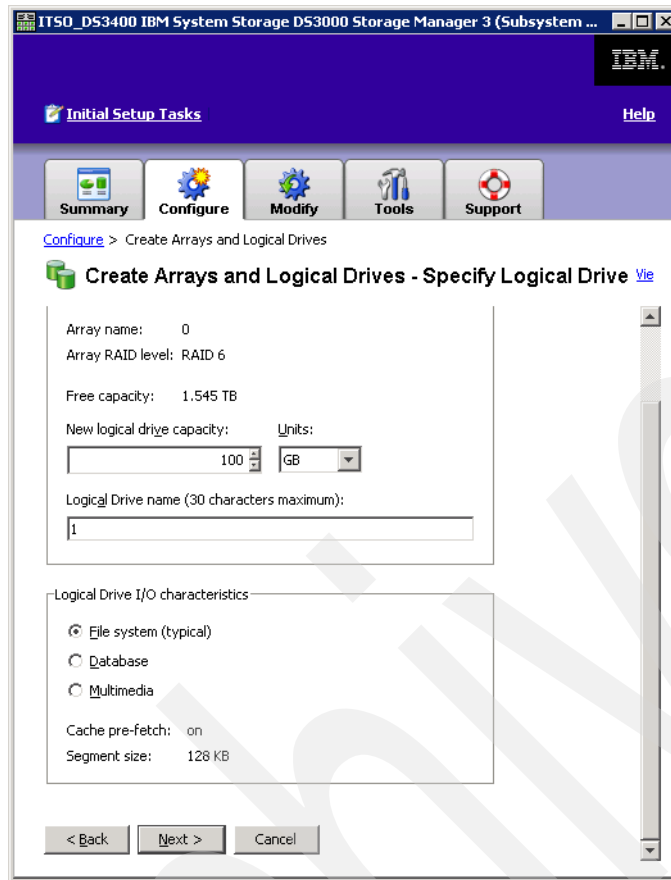 ITSO_DS3400 IBM System Storage DS3000 Storage Manager 3 (Subsystem ...
IBM.
Initial Setup Tasks
Help
Summary
Configure
Modify
Tools
Support
Configure > Create Arrays and Logical Drives
Create Arrays and Logical Drives - Specify Logical Drive Vie
Array name: 0
Array RAID level: RAID 6
Free capacity: 1.545 TB
New logical drive capacity: Units:
100 GB
Logical Drive name (30 characters maximum):
1
Logical Drive I/O characteristics
File system (typical)
Database
Multimedia
Cache pre-fetch: on
Segment size: 128 KB
< Back Next > Cancel